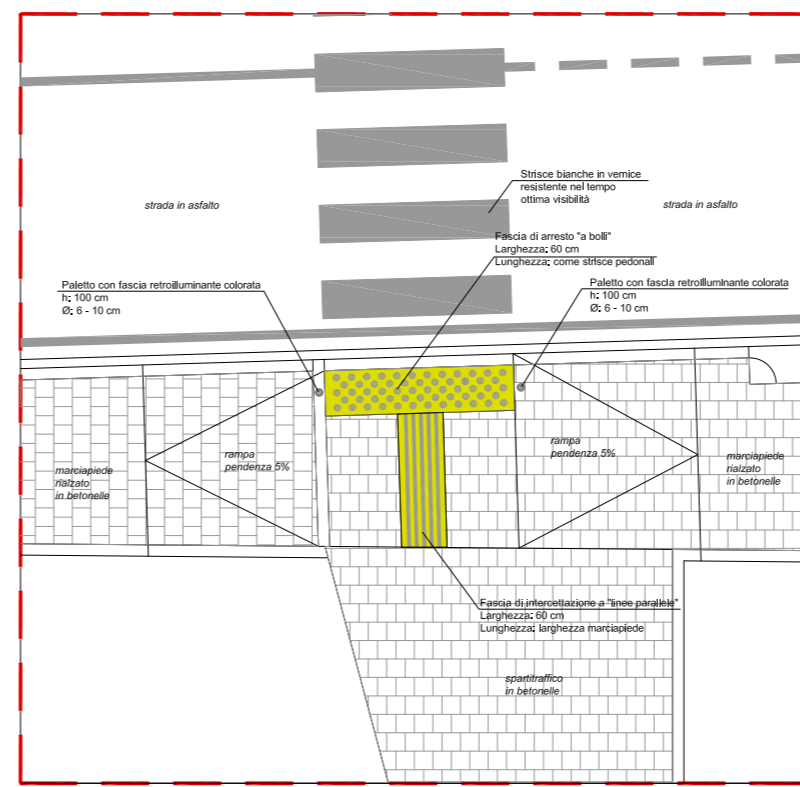 Strisce bianche in vernice
resistente nel tempo
ottima visibilità
strada in asfalto
strada in asfalto
Fascia di arresto "a bolli"
Larghezza: 60 cm
Lunghezza: come strisce pedonali
Paletto con fascia retroilluminante colorata
h: 100 cm
Ø: 6 - 10 cm
Paletto con fascia retroilluminante colorata
h: 100 cm
Ø: 6 - 10 cm
rampa
pendenza 5%
rampa
pendenza 5%
marciapiede
rialzato
in betonelle
marciapiede
rialzato
in betonelle
Fascia di intercettazione a "linee parallele"
Larghezza: 60 cm
Lunghezza: larghezza marciapiede
spartitraffico
in betonelle